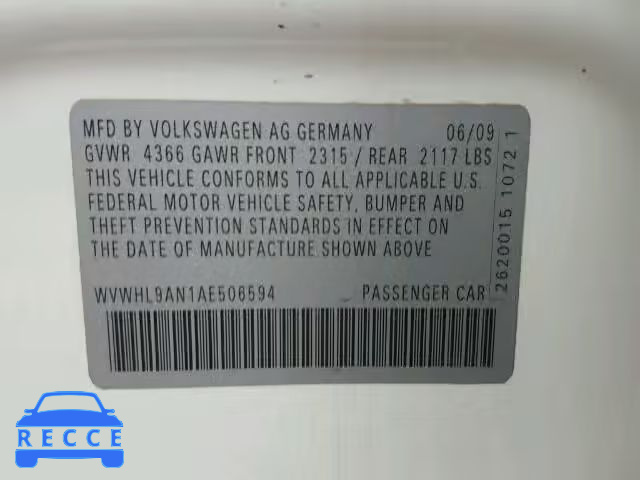 MFD BY VOLKSWAGEN AG GERMANY 06/09
GVWR 4366 GAWR FRONT 2315 / REAR 2117 LBS
THIS VEHICLE CONFORMS TO ALL APPLICABLE U.S.
FEDERAL MOTOR VEHICLE SAFETY, BUMPER AND
THEFT PREVENTION STANDARDS IN EFFECT ON
THE DATE OF MANUFACTURE SHOWN ABOVE
WVWHL9AN1AE506594 PASSENGER CAR
2620015 1072 1
RECCE